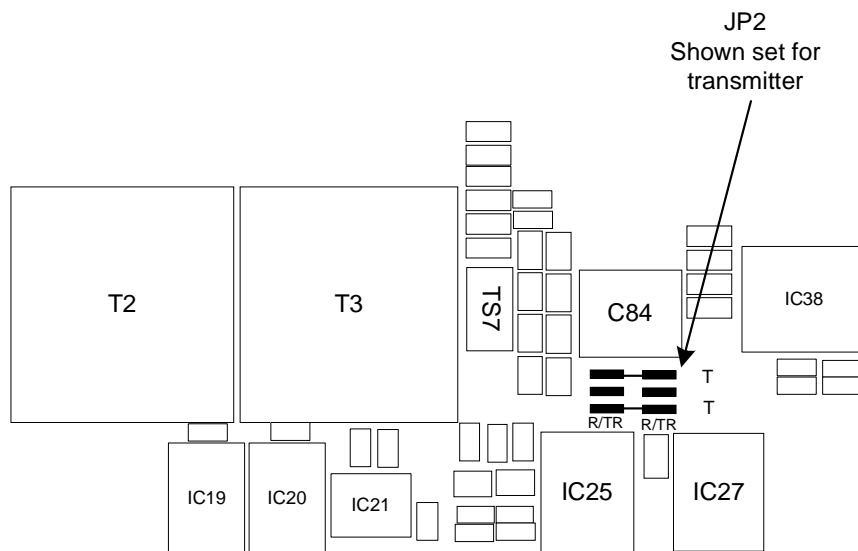 JP2
Shown set for
transmitter
T2
T3
TS7
C84
IC38
T
T
R/TR
R/TR
IC19
IC20
IC21
IC25
IC27